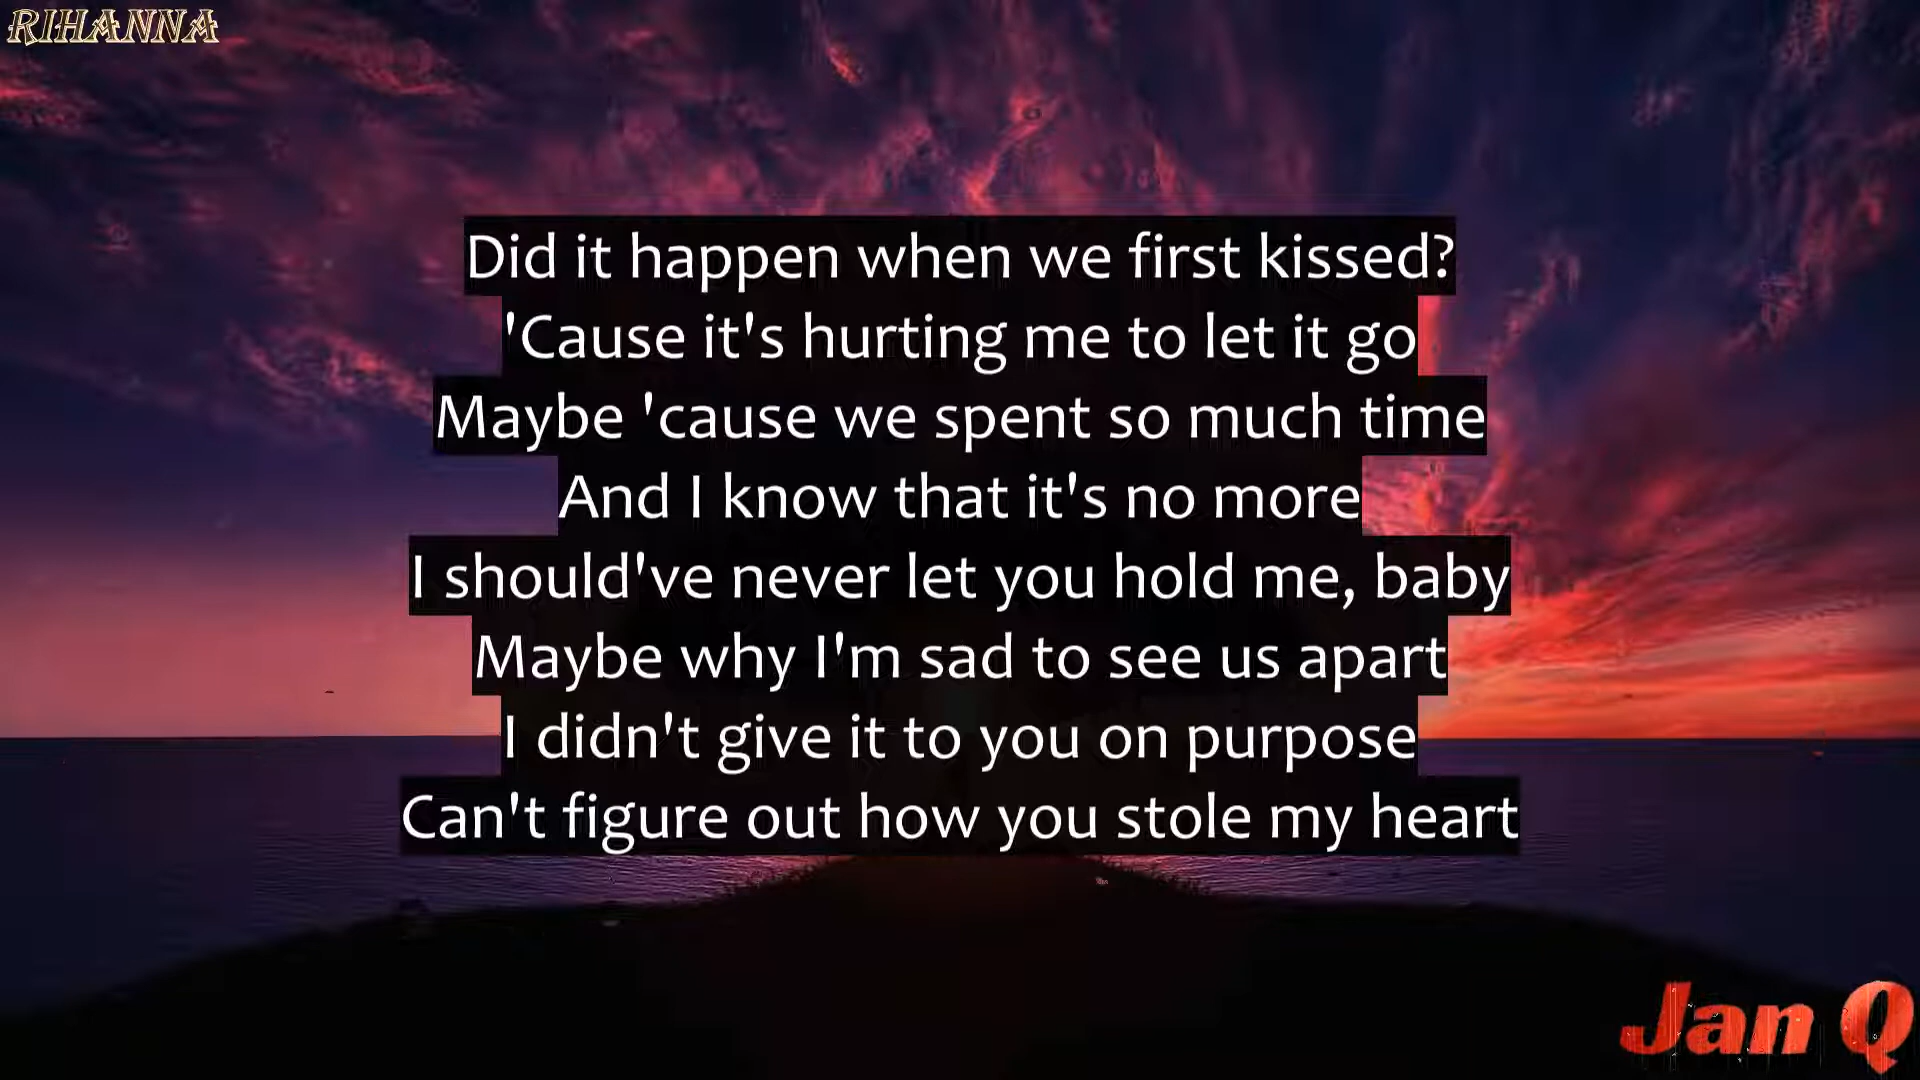 RIHANNA
Did it happen when we first kissed?
'Cause it's hurting me to let it go
Maybe 'cause we spent so much time
And I know that it's no more
I should've never let you hold me, baby
Maybe why I'm sad to see us apart
I didn't give it to you on purpose
Can't figure out how you stole my heart
Jan Q